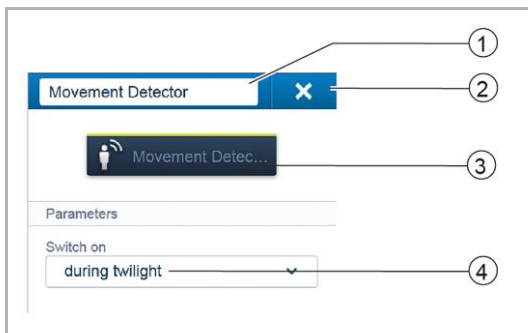 1
Movement Detector
2
Movement Detec...
3
Parameters
Switch on
during twilight
4